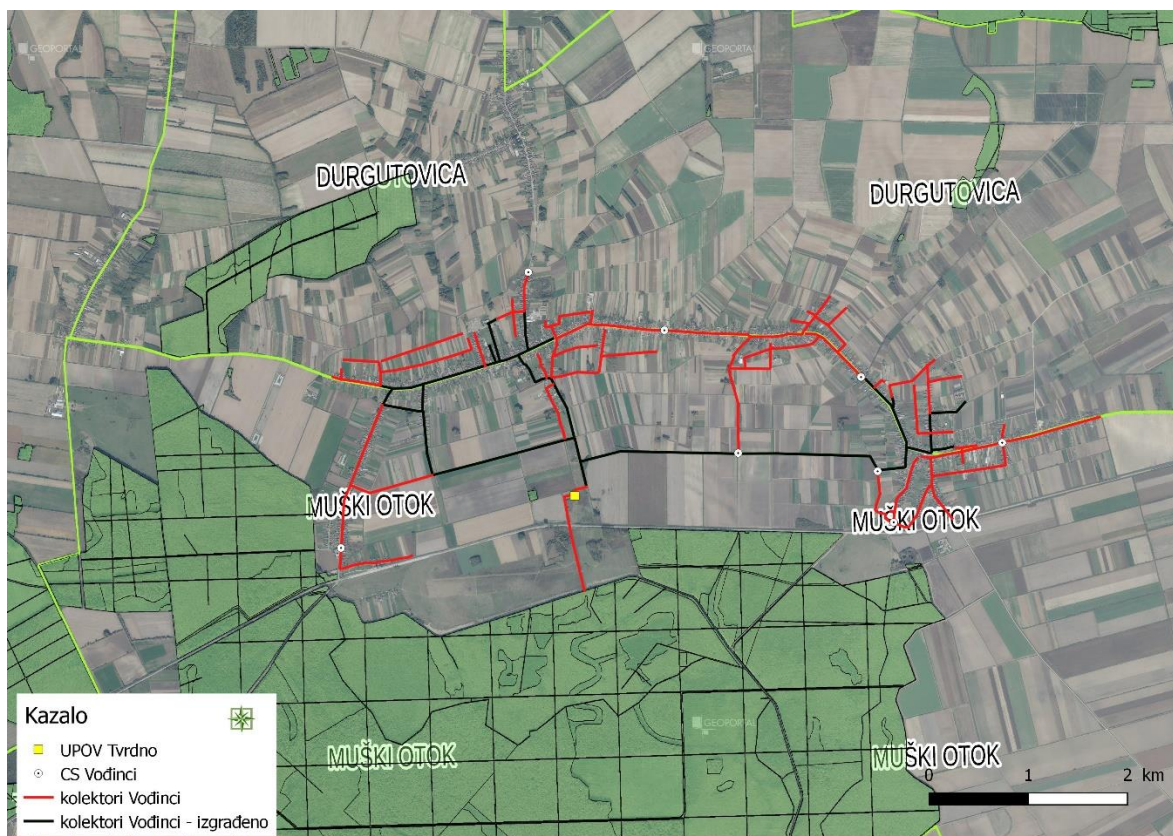 GEOPORTAL
GEOPORTAL
DURGUTOVICA
DURGUTOVICA
MUŠKI OTOK
MUŠKI OTOK
GEOPORTAL
MUŠKI OTOK
MUŠKI OTOK
Kazalo
UPOV Tvrdno
CS Vođinci
kolektori Vođinci
kolektori Vođinci - izgrađeno
0 1 2 km